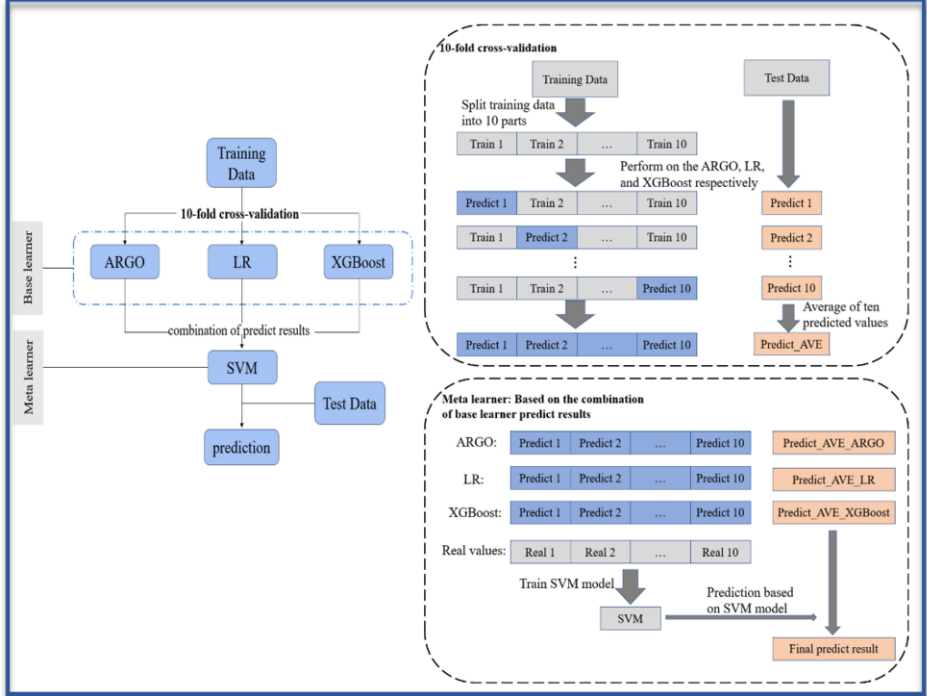 Training
Data
10-fold cross-validation
Base learner
ARGO
LR
XGBoost
combination of predict results
Meta learner
SVM
Test Data
prediction
10-fold cross-validation
Training Data
Test Data
Split training data
into 10 parts
Train 1 Train 2 ... Train 10
Perform on the ARGO, LR,
and XGBoost respectively
Predict 1 Train 2 ... Train 10
Predict 1
Train 1 Predict 2 ... Train 10
Predict 2
Train 1 Train 2 ... Predict 10
Predict 10
Average of ten
predicted values
Predict 1 Predict 2 ... Predict 10
Predict_AVE
Meta learner: Based on the combination
of base learner predict results
ARGO: Predict 1 Predict 2 ... Predict 10 Predict_AVE_ARGO
LR: Predict 1 Predict 2 ... Predict 10 Predict_AVE_LR
XGBoost: Predict 1 Predict 2 ... Predict 10 Predict_AVE_XGBoost
Real values: Real 1 Real 2 ... Real 10
Train SVM model
Prediction based
on SVM model
SVM
Final predict result